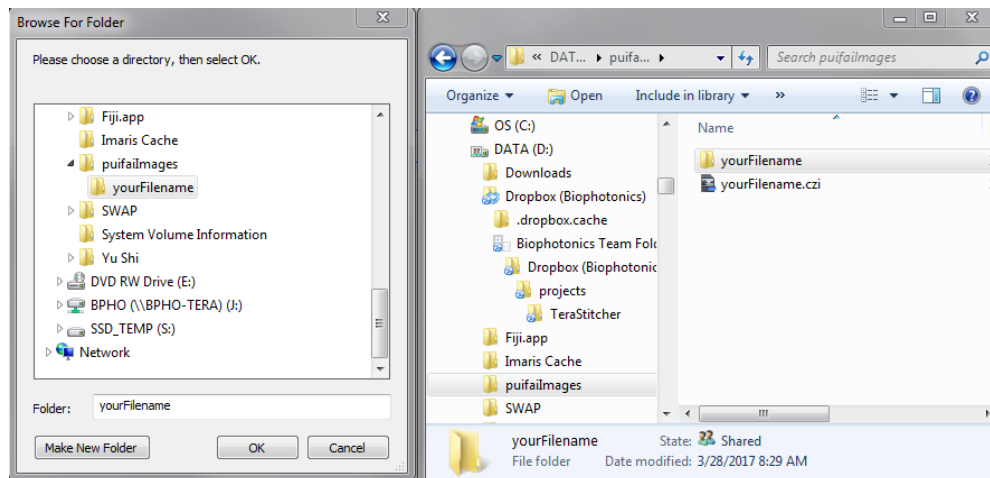 Browse For Folder
Please choose a directory, then select OK.
Fiji.app
Imaris Cache
puifaiImages
yourFilename
SWAP
System Volume Information
Yu Shi
DVD RW Drive (E:)
BPHO (\\BPHO-TERA) (J:)
SSD_TEMP (S:)
Network
Folder: yourFilename
Make New Folder OK Cancel
« DAT... puifa... Search puifaiImages
Organize Open Include in library »
OS (C:)
DATA (D:)
Downloads
Dropbox (Biophotonics)
.dropbox.cache
Biophotonics Team Fold
Dropbox (Biophotonic
projects
TeraStitcher
Fiji.app
Imaris Cache
puifaiImages
SWAP
Name
yourFilename
yourFilename.czi
yourFilename State: Shared
File folder Date modified: 3/28/2017 8:29 AM